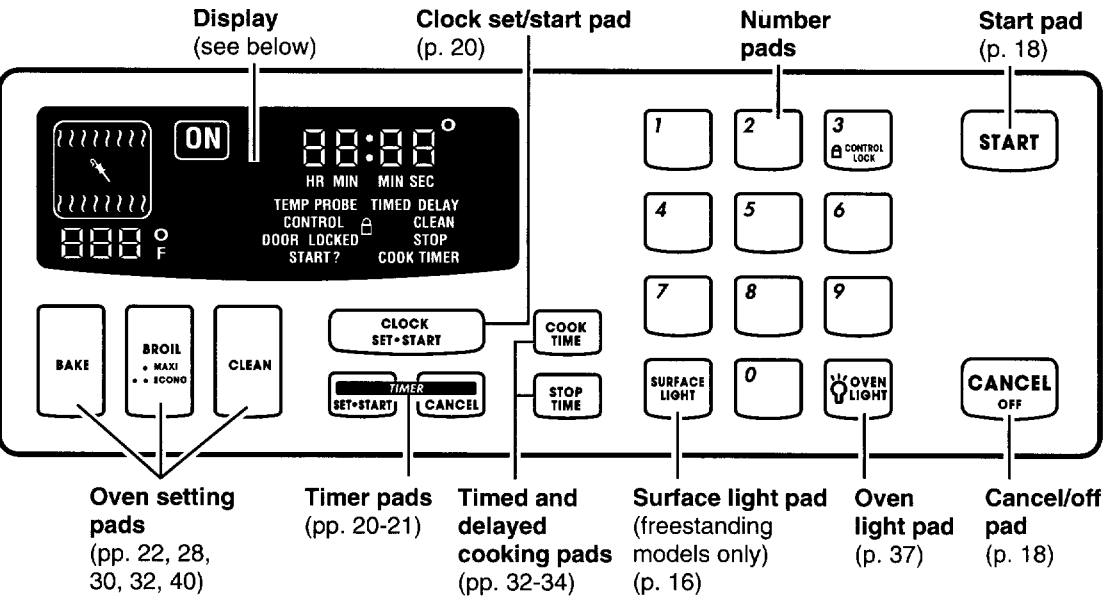 Display
(see below)
Clock set/start pad
(p. 20)
Number
pads
Start pad
(p. 18)
ON
88:88°
HR MIN MIN SEC
TEMP PROBE TIMED DELAY
CONTROL CLEAN
DOOR LOCKED STOP
START? COOK TIMER
888 °F
1
2
3
CONTROL
LOCK
START
4
5
6
7
8
9
BAKE
BROIL
• MAXI
•• ECONO
CLEAN
CLOCK
SET•START
TIMER
SET•START
CANCEL
COOK
TIME
STOP
TIME
SURFACE
LIGHT
0
OVEN
LIGHT
CANCEL
OFF
Oven setting
pads
(pp. 22, 28,
30, 32, 40)
Timer pads
(pp. 20-21)
Timed and
delayed
cooking pads
(pp. 32-34)
Surface light pad
(freestanding
models only)
(p. 16)
Oven
light pad
(p. 37)
Cancel/off
pad
(p. 18)